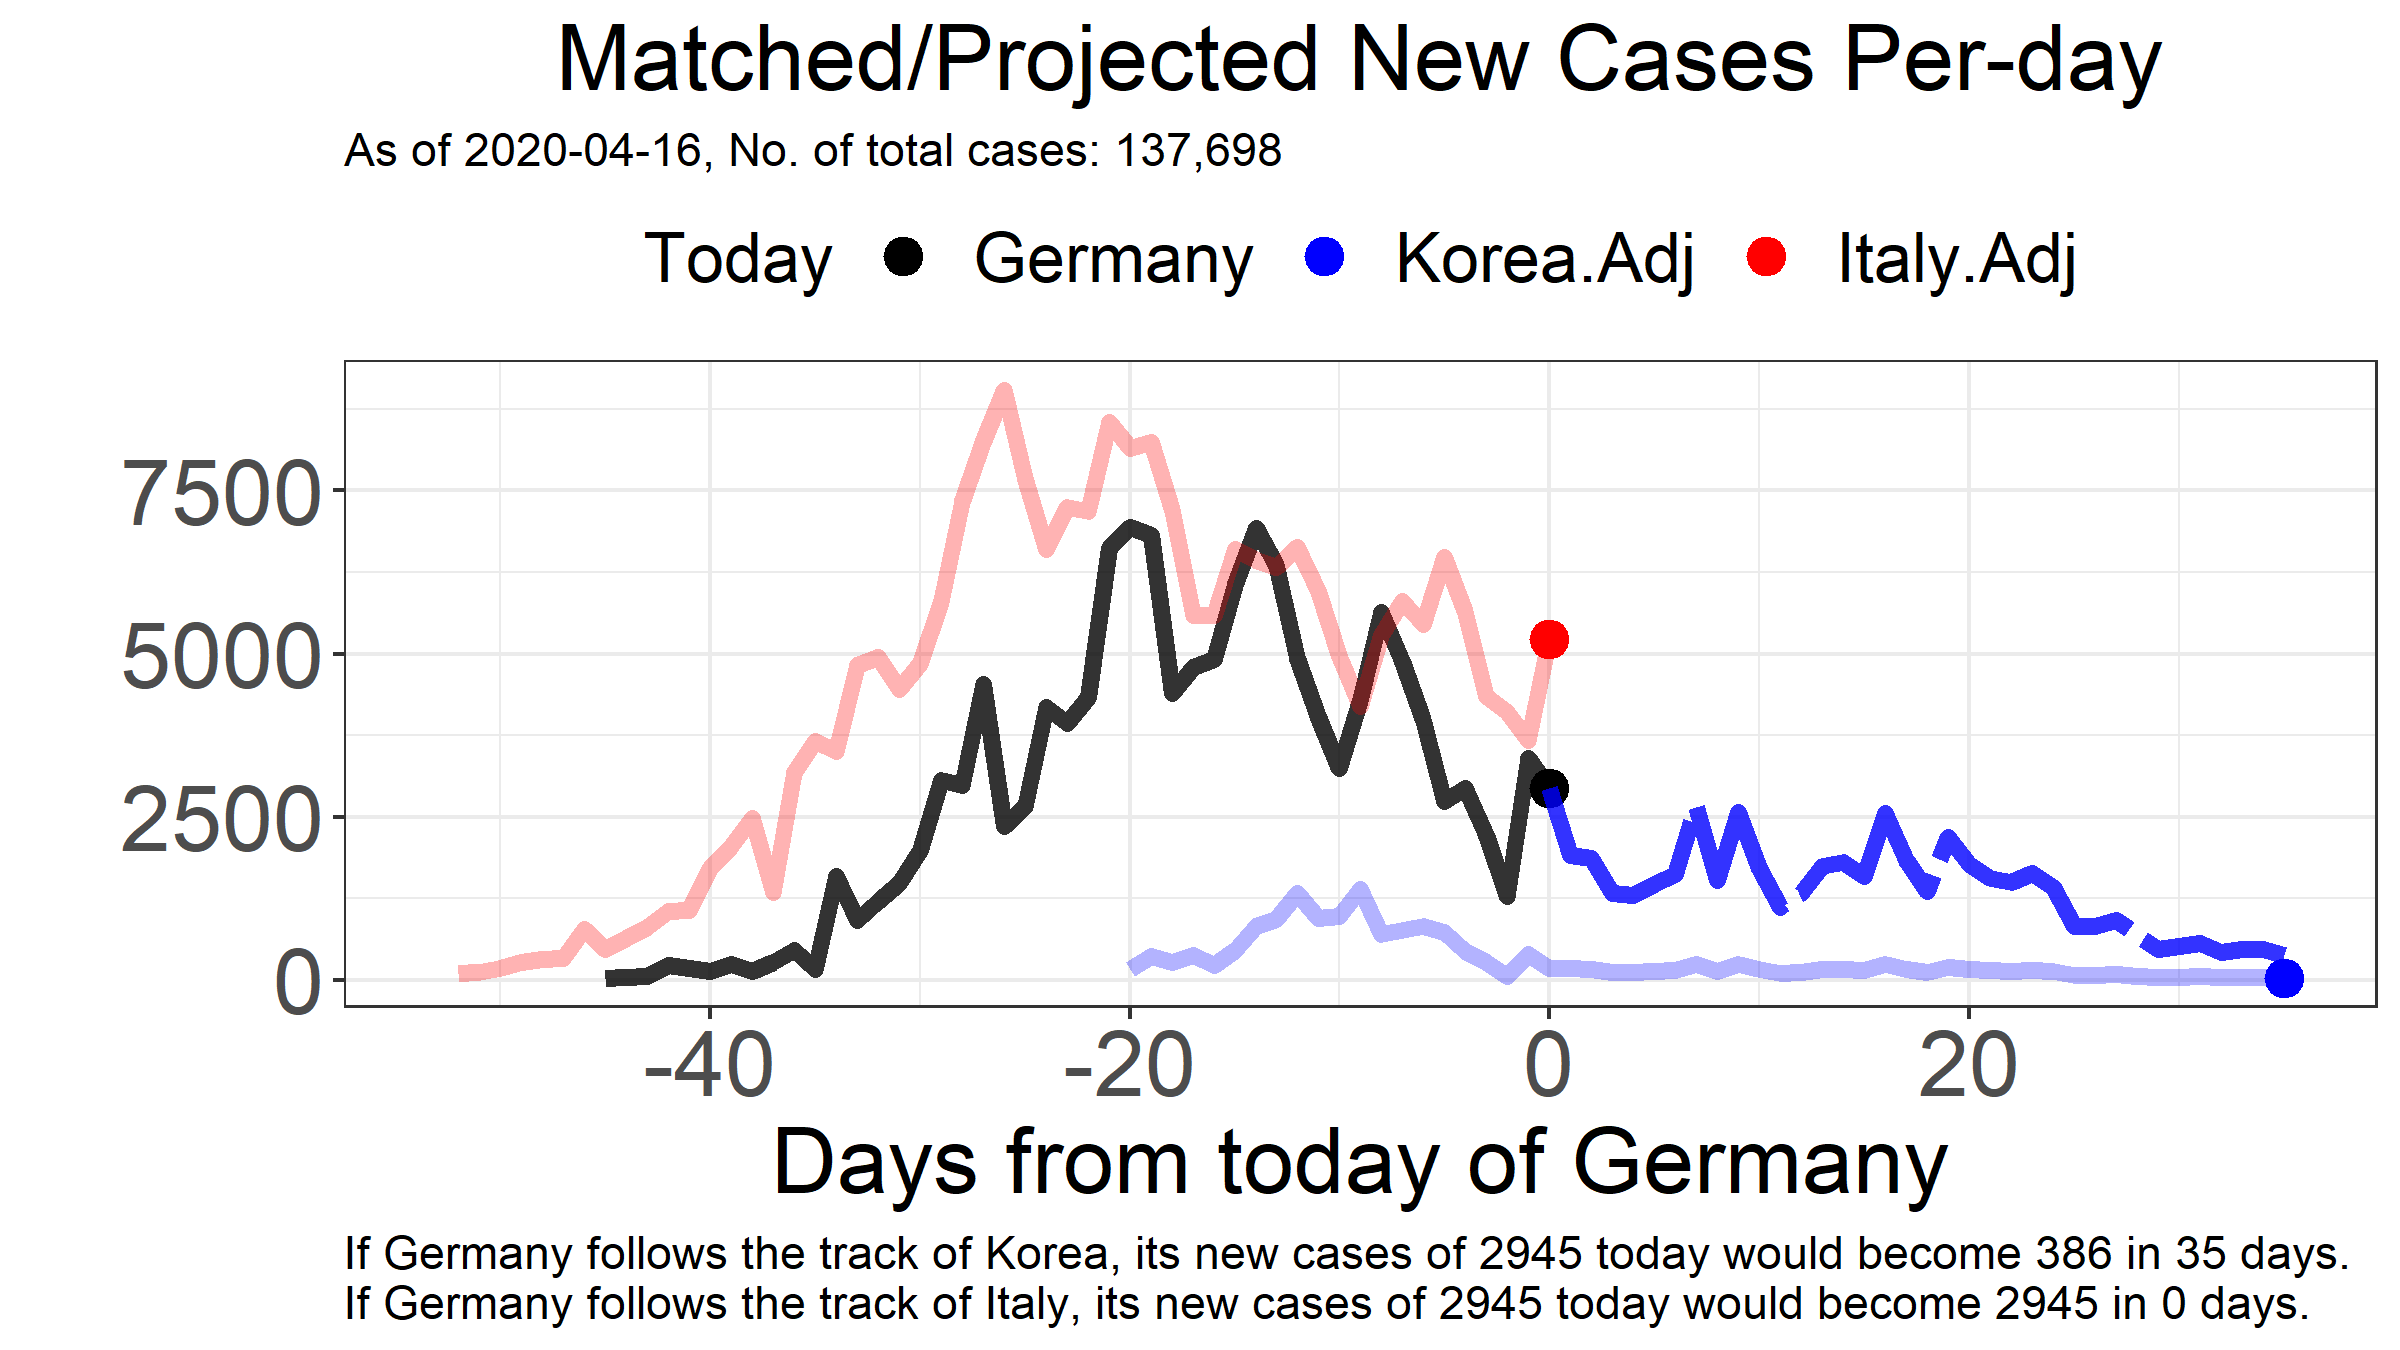 Matched/Projected New Cases Per-day
As of 2020-04-16, No. of total cases: 137,698
Today Germany Korea.Adj Italy.Adj
7500
5000
2500
0
-40 -20 0 20
Days from today of Germany
If Germany follows the track of Korea, its new cases of 2945 today would become 386 in 35 days.
If Germany follows the track of Italy, its new cases of 2945 today would become 2945 in 0 days.